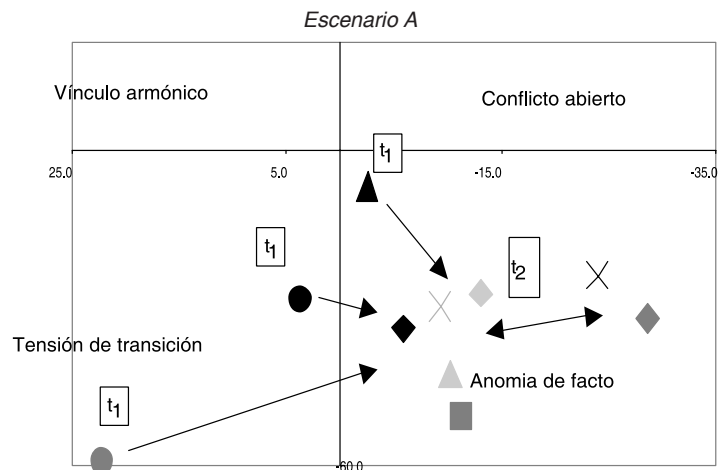 Escenario A
Vínculo armónico
Conflicto abierto
t1
25.0 5.0 -15.0 -35.0
t1
t2
Tensión de transición
Anomia de facto
t1
-60.0